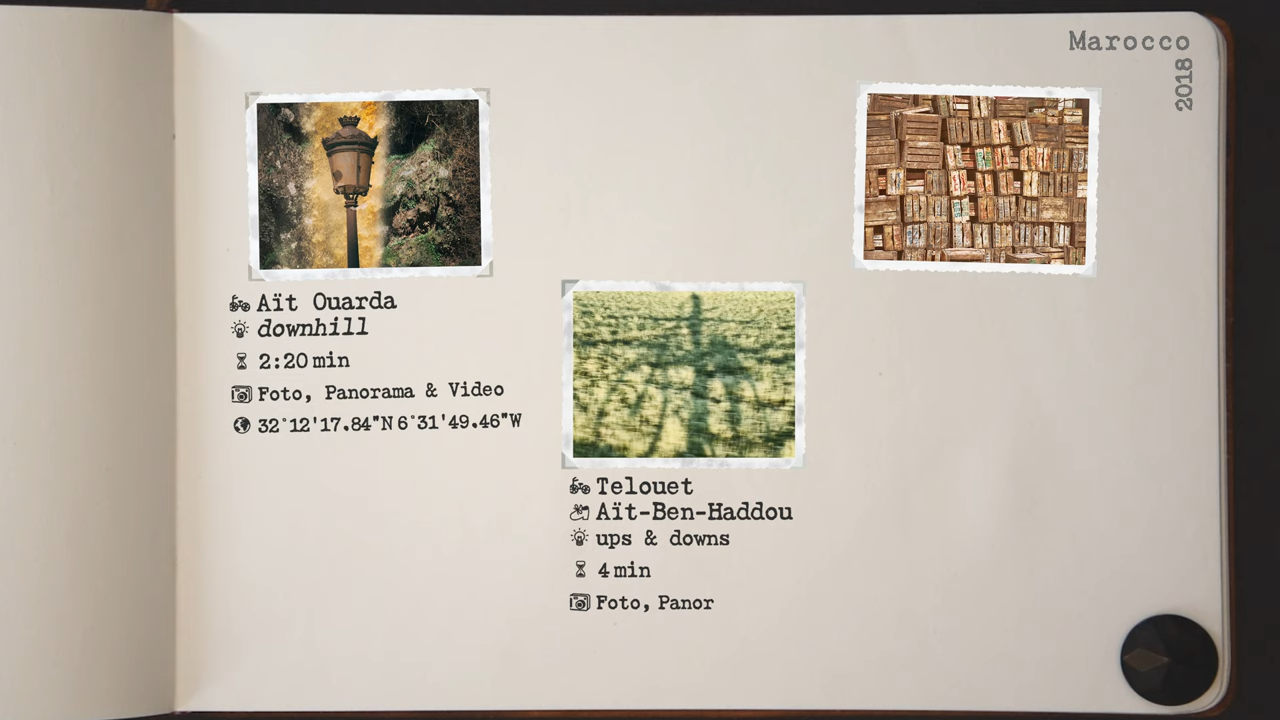 Marocco
2018
Aït Ouarda
downhill
2:20 min
Foto, Panorama & Video
32°12'17.84"N 6°31'49.46"W
Telouet
Aït-Ben-Haddou
ups & downs
4 min
Foto, Panor